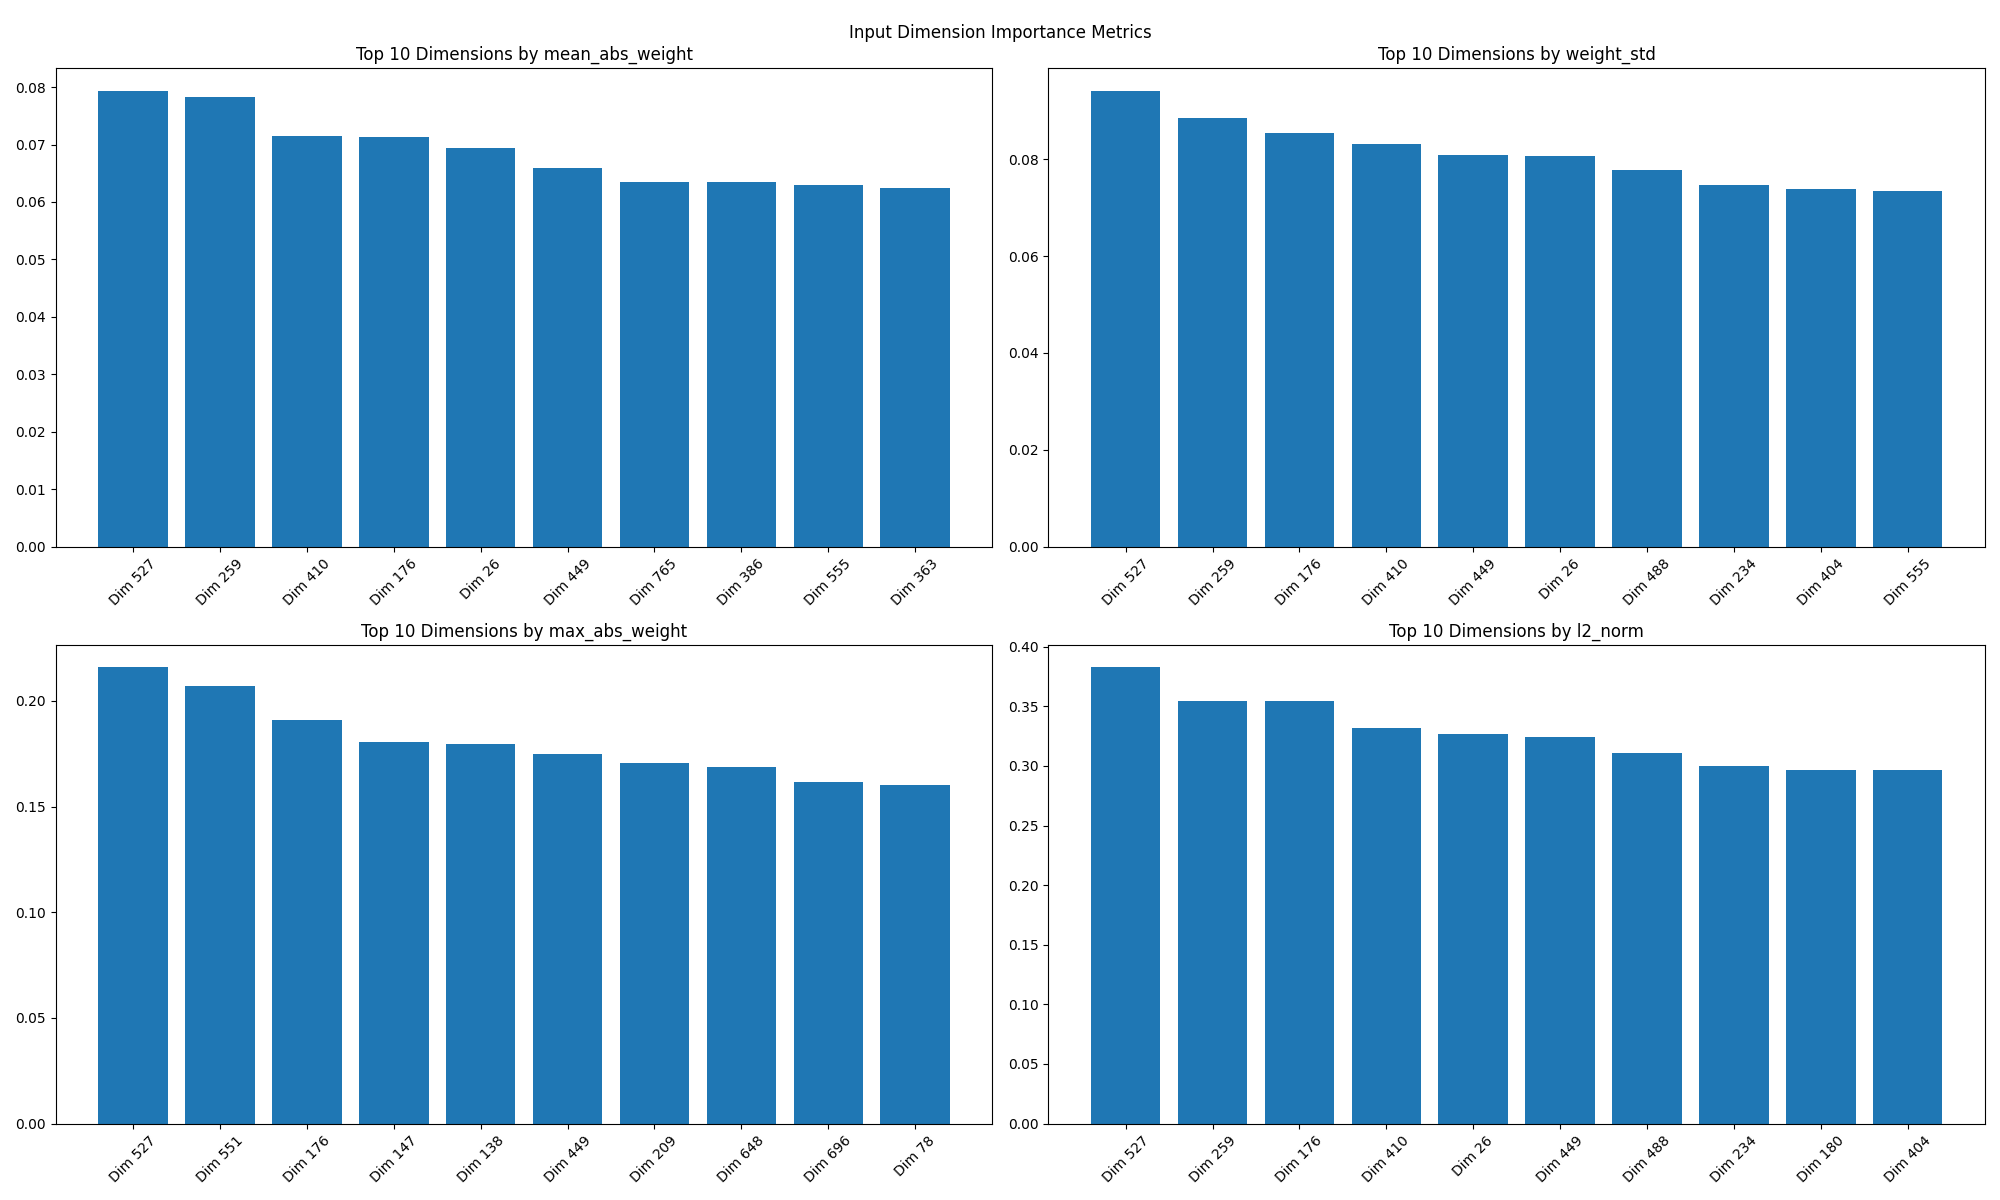 Input Dimension Importance Metrics
Top 10 Dimensions by mean_abs_weight
0.08
0.07
0.06
0.05
0.04
0.03
0.02
0.01
0.00
Dim 527
Dim 259
Dim 410
Dim 176
Dim 26
Dim 449
Dim 765
Dim 386
Dim 555
Dim 363
Top 10 Dimensions by weight_std
0.08
0.06
0.04
0.02
0.00
Dim 527
Dim 259
Dim 176
Dim 410
Dim 449
Dim 26
Dim 488
Dim 234
Dim 404
Dim 555
Top 10 Dimensions by max_abs_weight
0.20
0.15
0.10
0.05
0.00
Dim 527
Dim 551
Dim 176
Dim 147
Dim 138
Dim 449
Dim 209
Dim 648
Dim 696
Dim 78
Top 10 Dimensions by l2_norm
0.40
0.35
0.30
0.25
0.20
0.15
0.10
0.05
0.00
Dim 527
Dim 259
Dim 176
Dim 410
Dim 26
Dim 449
Dim 488
Dim 234
Dim 180
Dim 404